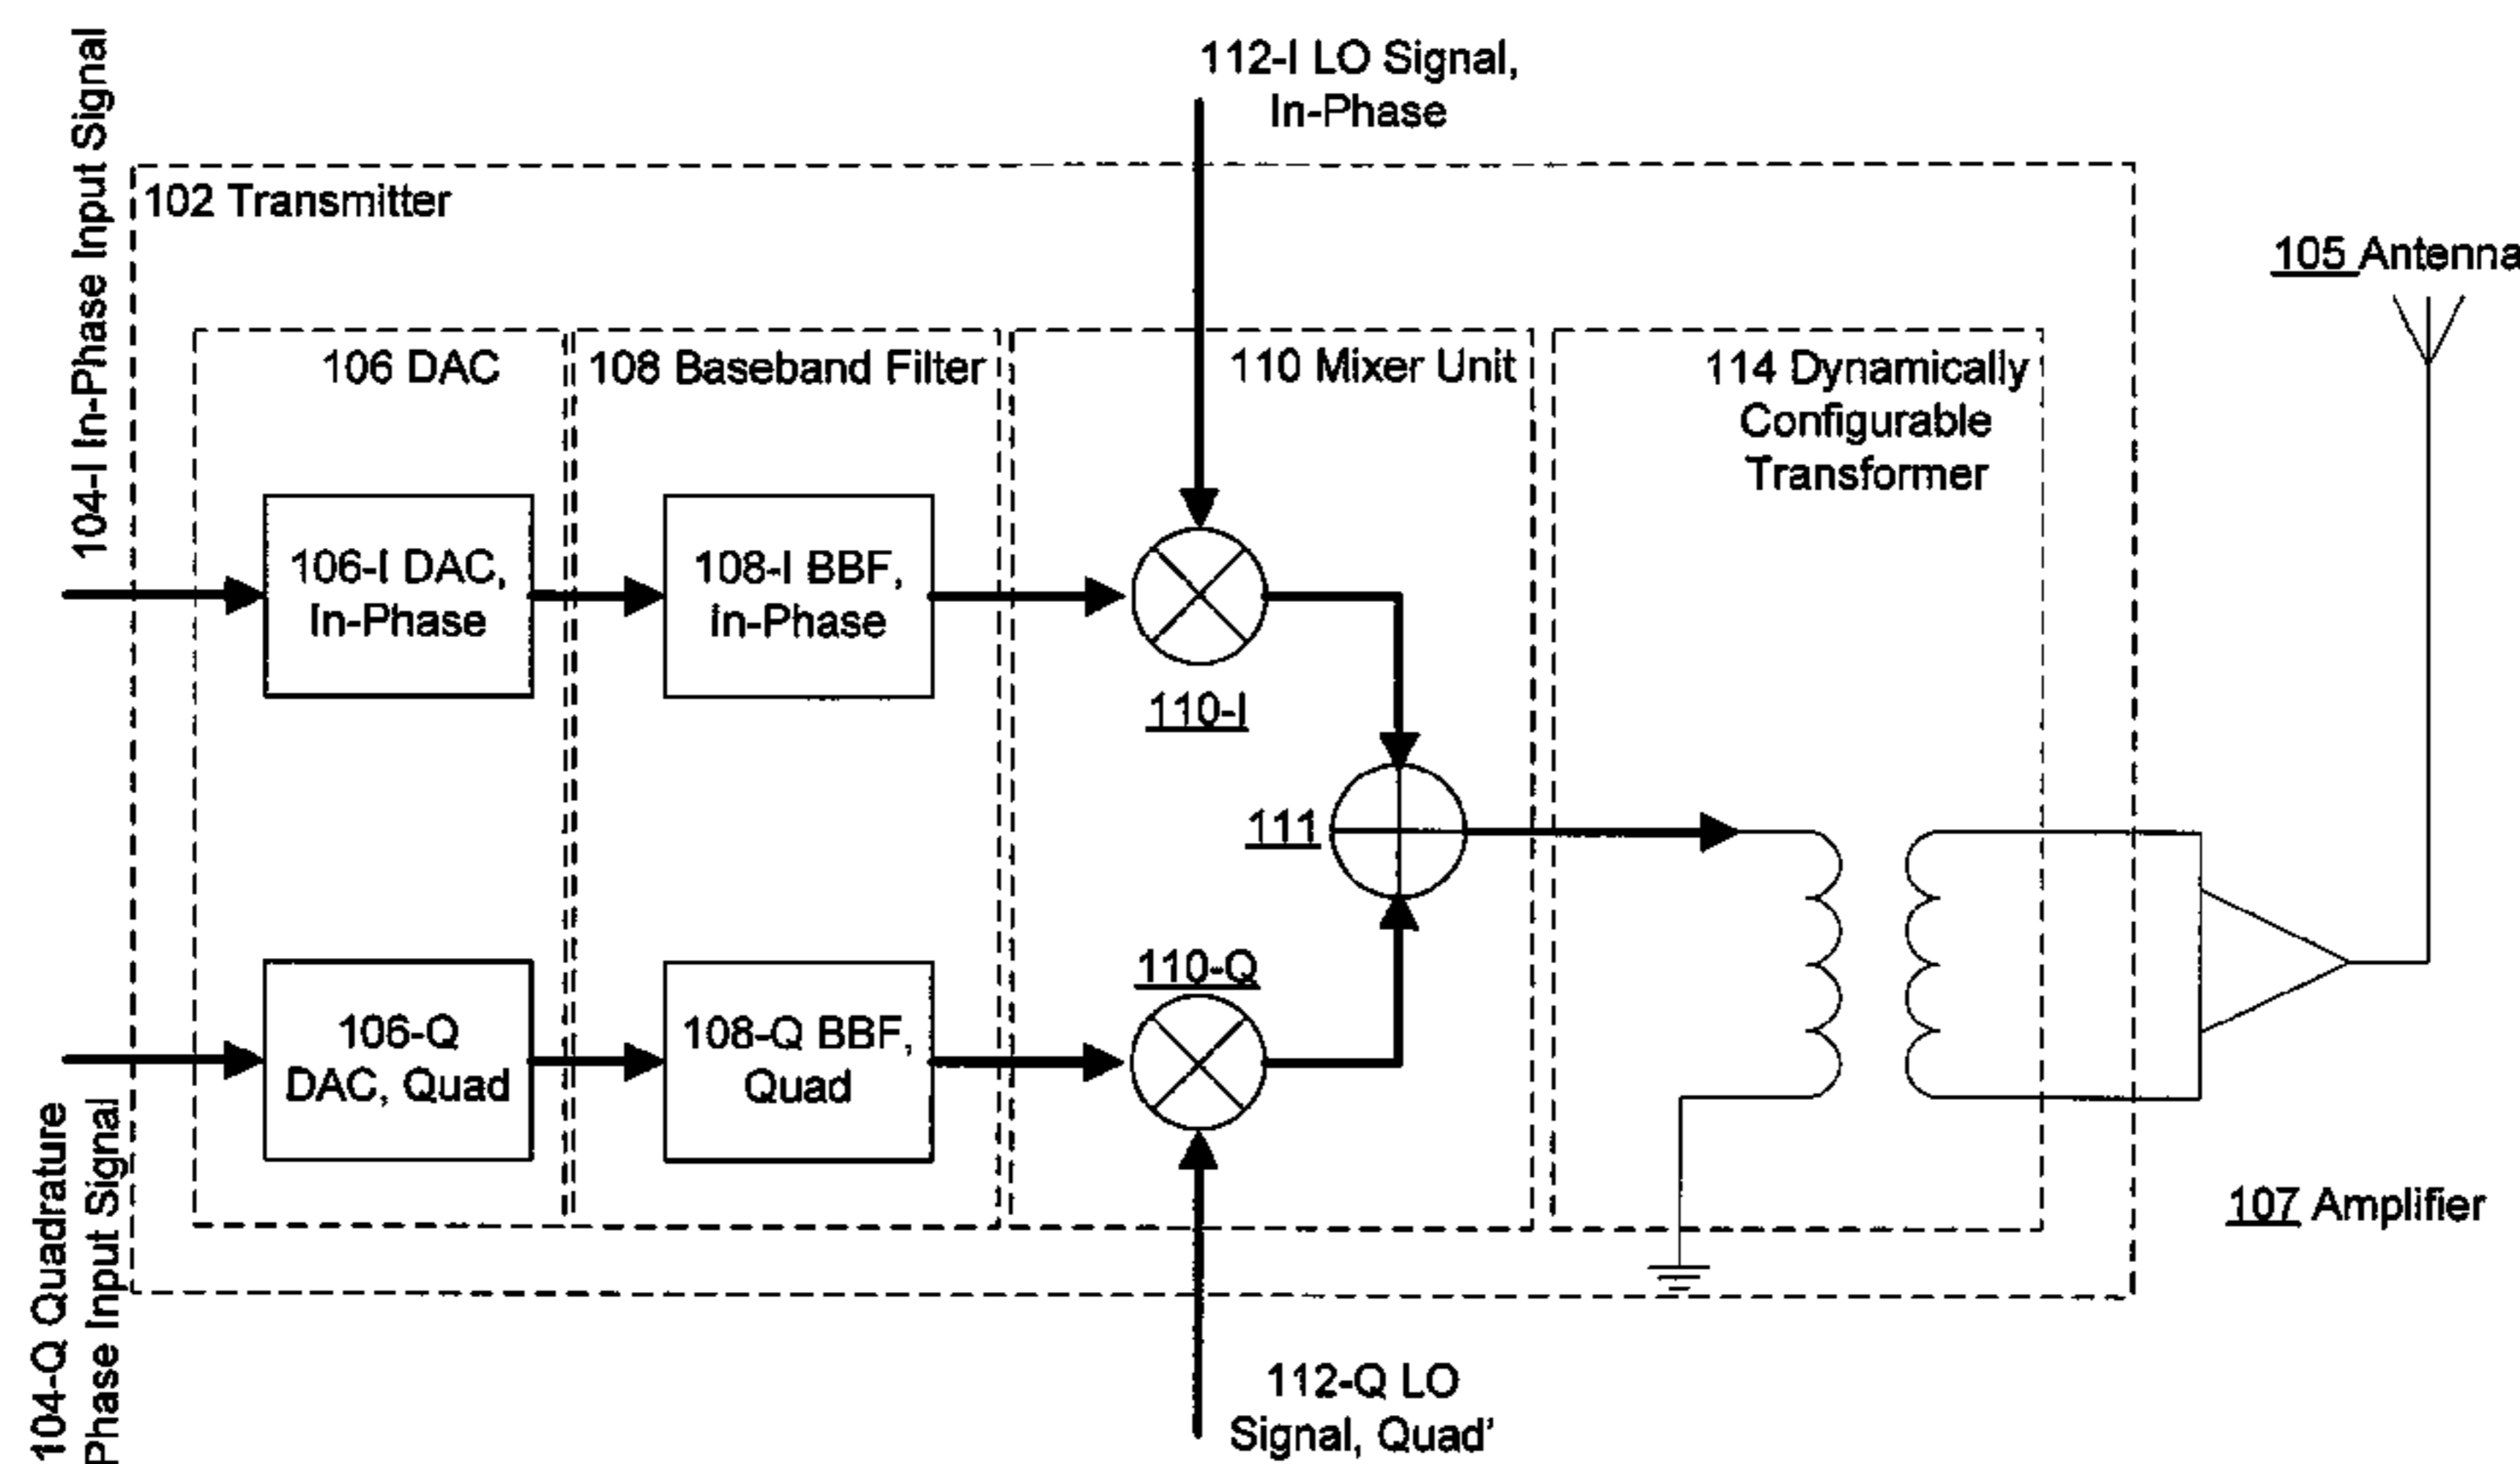 112-I LO Signal,
In-Phase
104-I In-Phase Input Signal
102 Transmitter
105 Antenna
106 DAC
108 Baseband Filter
110 Mixer Unit
114 Dynamically
Configurable
Transformer
106-I DAC,
In-Phase
108-I BBF,
In-Phase
110-I
111
110-Q
106-Q
DAC, Quad
108-Q BBF,
Quad
104-Q Quadrature
Phase Input Signal
107 Amplifier
112-Q LO
Signal, Quad'